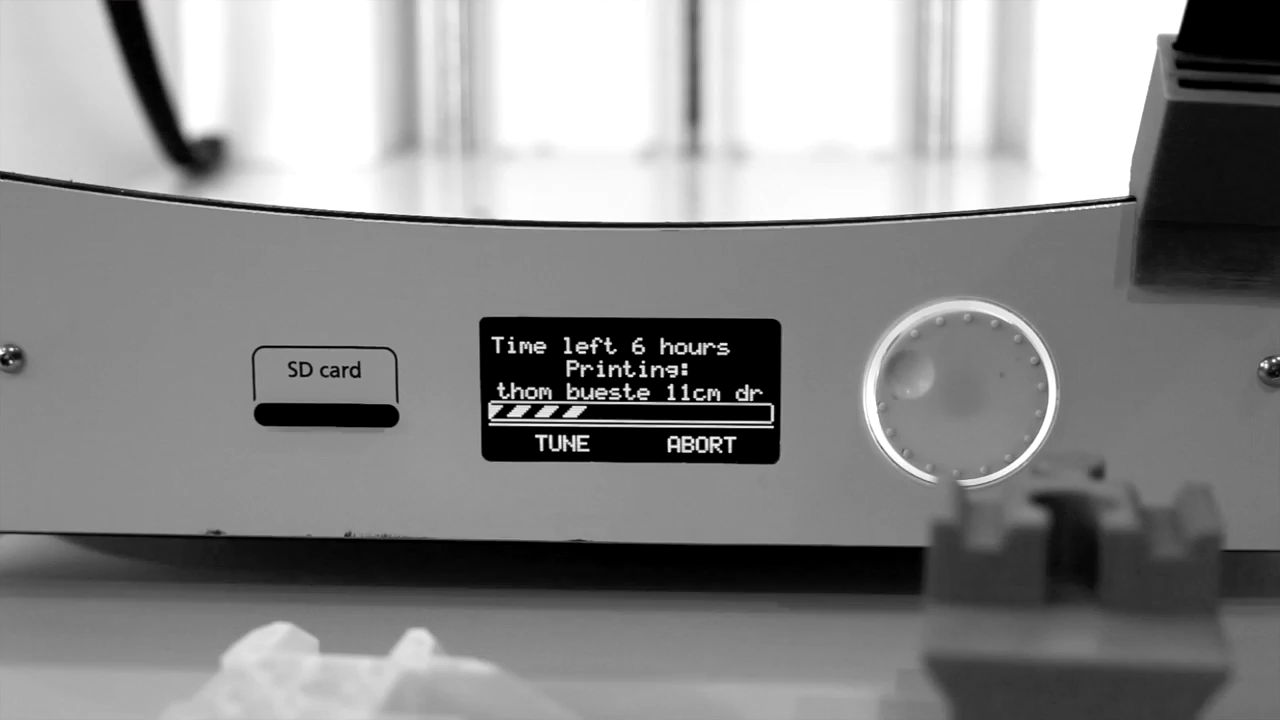 SD card
Time left 6 hours
Printing:
thom bueste 11cm dr
TUNE ABORT